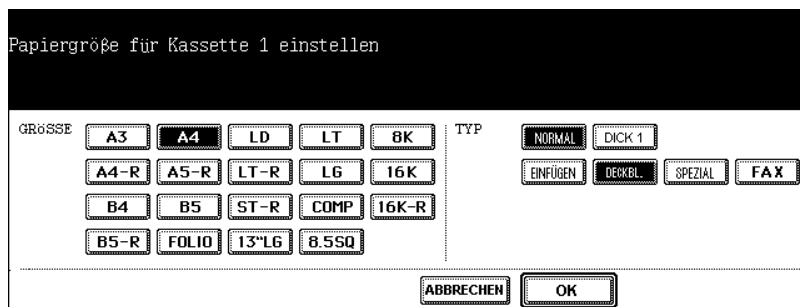 Papiergröße für Kassette 1 einstellen
GRÖSSE A3 A4 LD LT 8K TYP NORMAL DICK 1
A4-R A5-R LT-R LG 16K EINFÜGEN DECKBL. SPEZIAL FAX
B4 B5 ST-R COMP 16K-R
B5-R FOLIO 13"LG 8.5SQ
ABBRECHEN OK